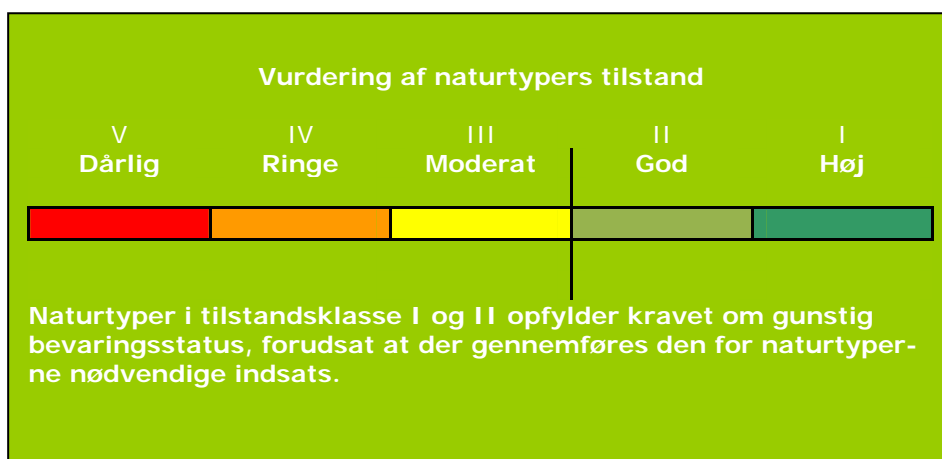 Vurdering af naturtypers tilstand
V IV III II I
Dårlig Ringe Moderat God Høj
Naturtyper i tilstandsklasse I og II opfylder kravet om gunstig
bevaringsstatus, forudsat at der gennemføres den for naturtyper-
ne nødvendige indsats.